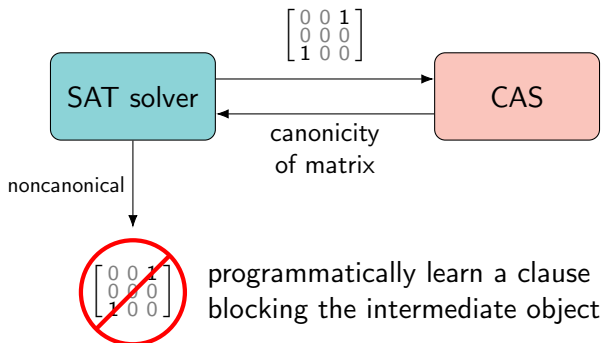 0 0 1
0 0 0
1 0 0
SAT solver
CAS
canonicity
of matrix
noncanonical
0 0 1
0 0 0
1 0 0
programmatically learn a clause
blocking the intermediate object